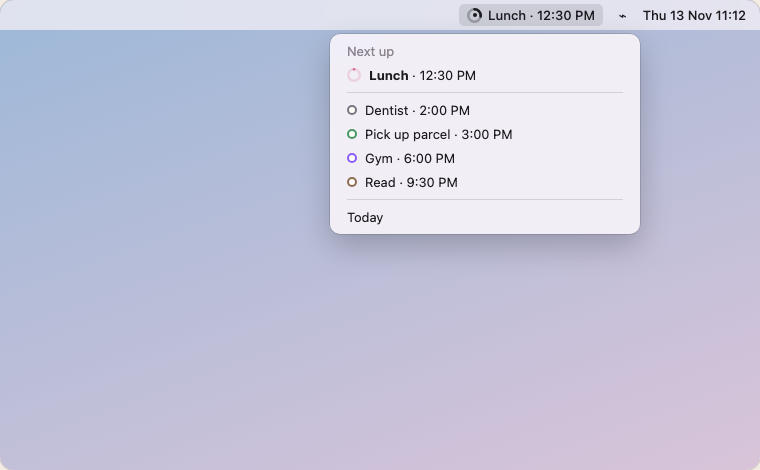 Lunch · 12:30 PM
Thu 13 Nov 11:12
Next up
Lunch · 12:30 PM
Dentist · 2:00 PM
Pick up parcel · 3:00 PM
Gym · 6:00 PM
Read · 9:30 PM
Today